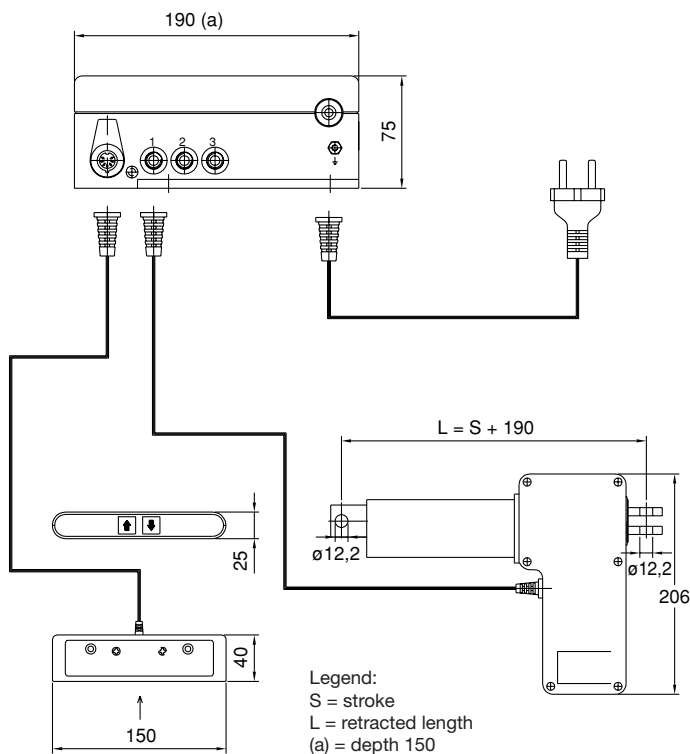 190 (a)
75
1 2 3
L = S + 190
ø12,2
ø12,2
206
25
40
150
Legend:
S = stroke
L = retracted length
(a) = depth 150